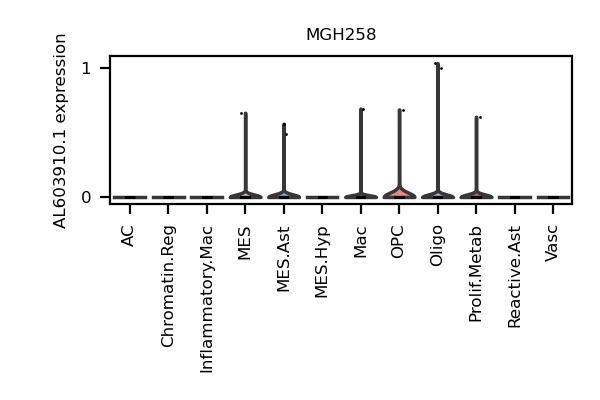 MGH258
AL603910.1 expression
1
0
AC
Chromatin.Reg
Inflammatory.Mac
MES
MES.Ast
MES.Hyp
Mac
OPC
Oligo
Prolif.Metab
Reactive.Ast
Vasc